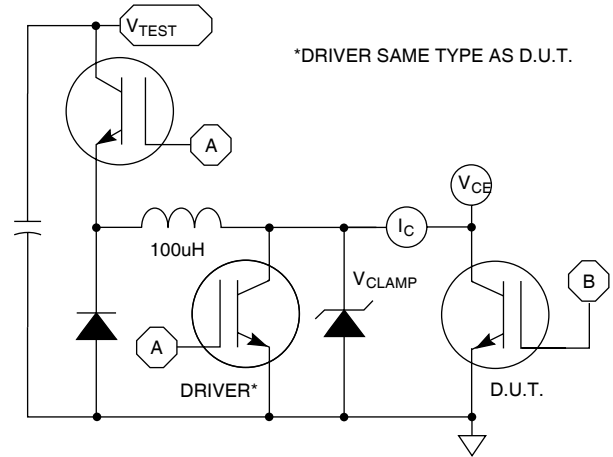 V_TEST
*DRIVER SAME TYPE AS D.U.T.
A
V_CE
I_C
100uH
V_CLAMP
B
A
DRIVER*
D.U.T.